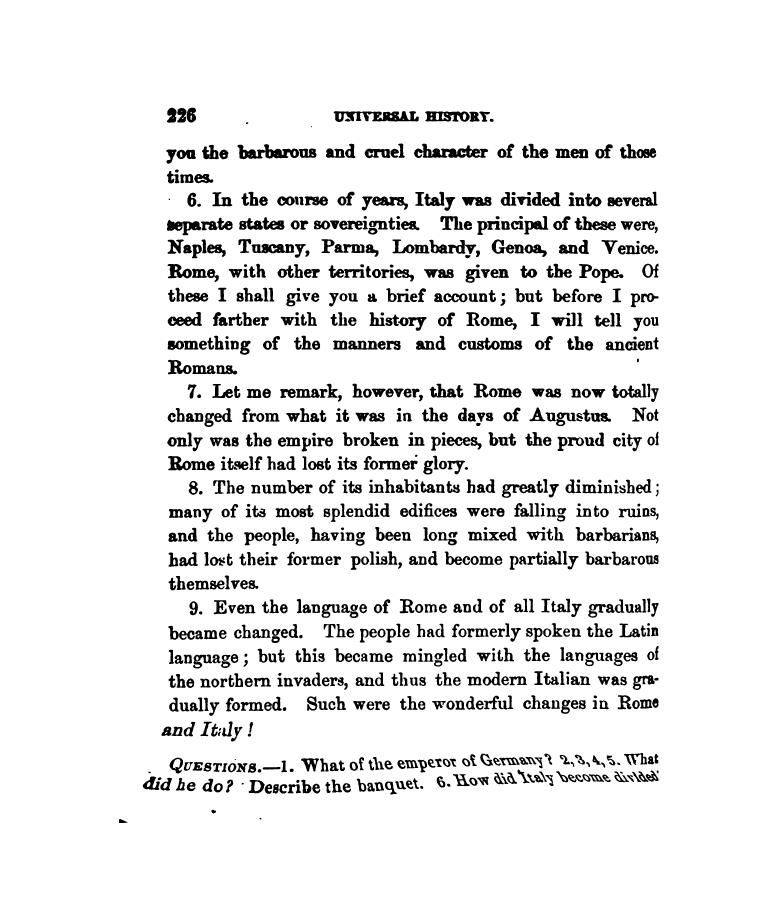 226 UNIVERSAL HISTORY.
you the barbarous and cruel character of the men of those
times.
6. In the course of years, Italy was divided into several
separate states or sovereignties. The principal of these were,
Naples, Tuscany, Parma, Lombardy, Genoa, and Venice.
Rome, with other territories, was given to the Pope. Of
these I shall give you a brief account; but before I pro-
ceed farther with the history of Rome, I will tell you
something of the manners and customs of the ancient
Romans.
7. Let me remark, however, that Rome was now totally
changed from what it was in the days of Augustus. Not
only was the empire broken in pieces, but the proud city of
Rome itself had lost its former glory.
8. The number of its inhabitants had greatly diminished;
many of its most splendid edifices were falling into ruins,
and the people, having been long mixed with barbarians,
had lost their former polish, and become partially barbarous
themselves.
9. Even the language of Rome and of all Italy gradually
became changed. The people had formerly spoken the Latin
language; but this became mingled with the languages of
the northern invaders, and thus the modern Italian was gra-
dually formed. Such were the wonderful changes in Rome
and Italy!
QUESTIONS.—1. What of the emperor of Germany? 2, 3, 4, 5. What
did he do? Describe the banquet. 6. How did Italy become divided